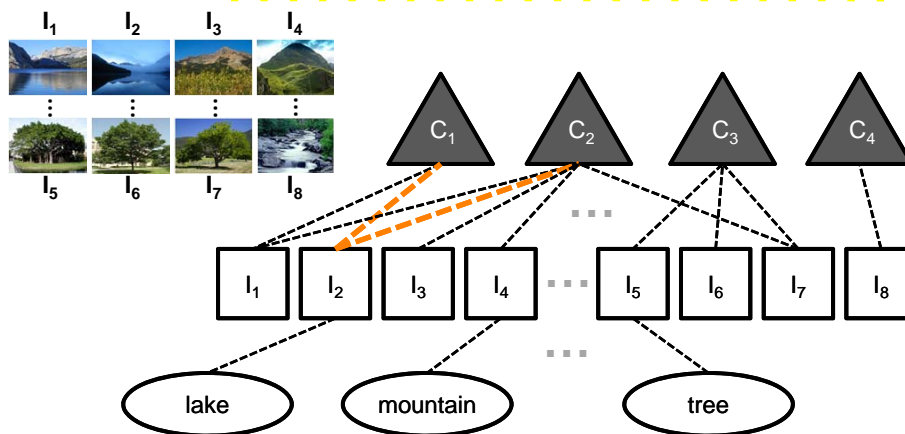 I₁ I₂ I₃ I₄
I₅ I₆ I₇ I₈
C₁ C₂ C₃ C₄
I₁ I₂ I₃ I₄ I₅ I₆ I₇ I₈
lake mountain tree